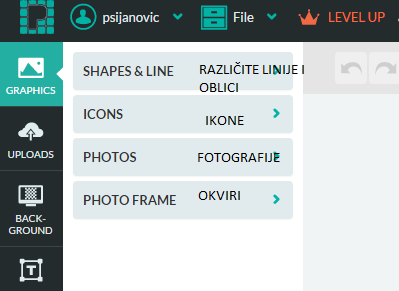 psijanovic File LEVEL UP
GRAPHICS
UPLOADS
BACK-
GROUND
SHAPES & LINE RAZLIČITE LINIJE I
OBLICI
ICONS IKONE
PHOTOS FOTOGRAFIJE
PHOTO FRAME OKVIRI